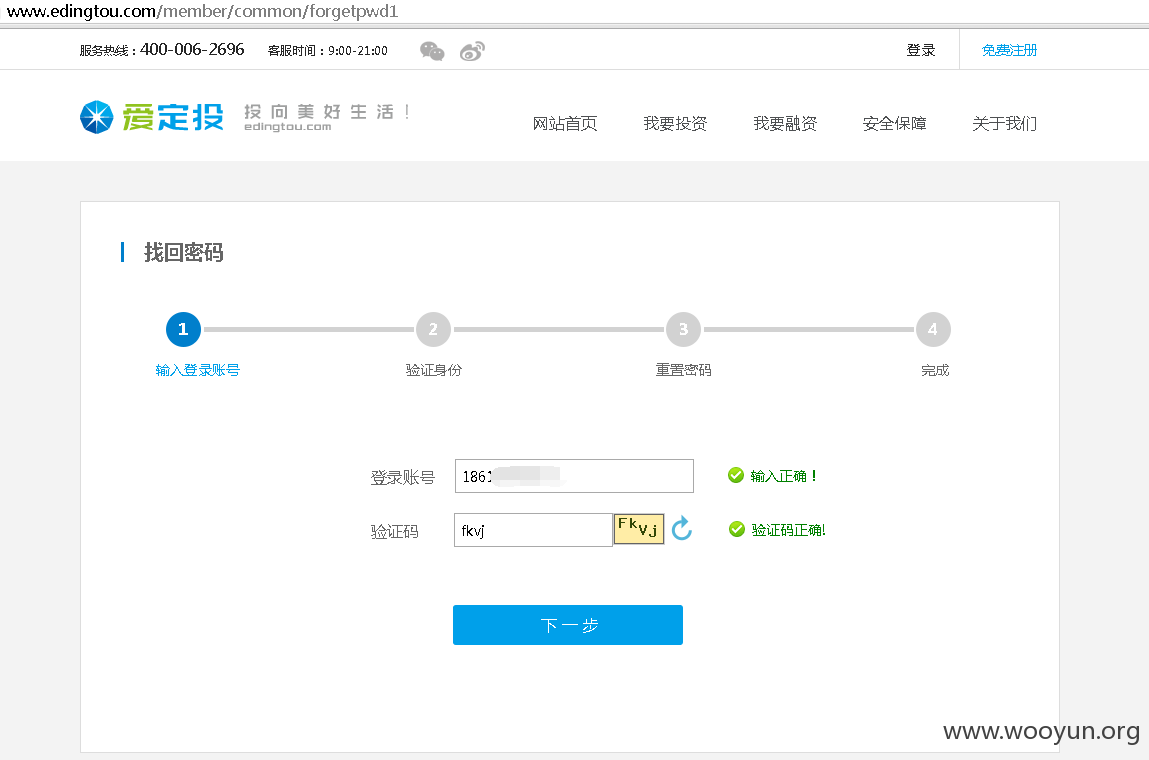 www.edingtou.com/member/common/forgetpwd1
服务热线：400-006-2696 客服时间：9:00-21:00 登录 免费注册
爱定投 投向美好生活！
edingtou.com
网站首页 我要投资 我要融资 安全保障 关于我们
找回密码
1 2 3 4
输入登录账号 验证身份 重置密码 完成
登录账号 1861 输入正确！
验证码 fkvj FkVj 验证码正确!
下一步
www.wooyun.org